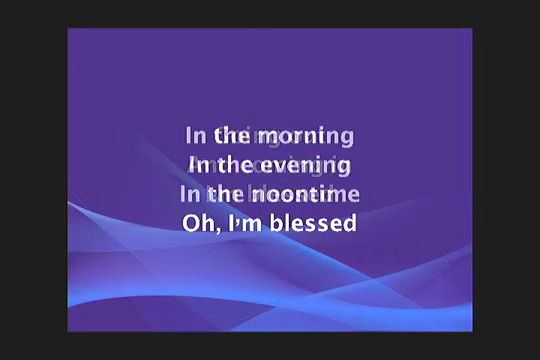 In the morning
In the evening
In the noontime
Oh, I'm blessed